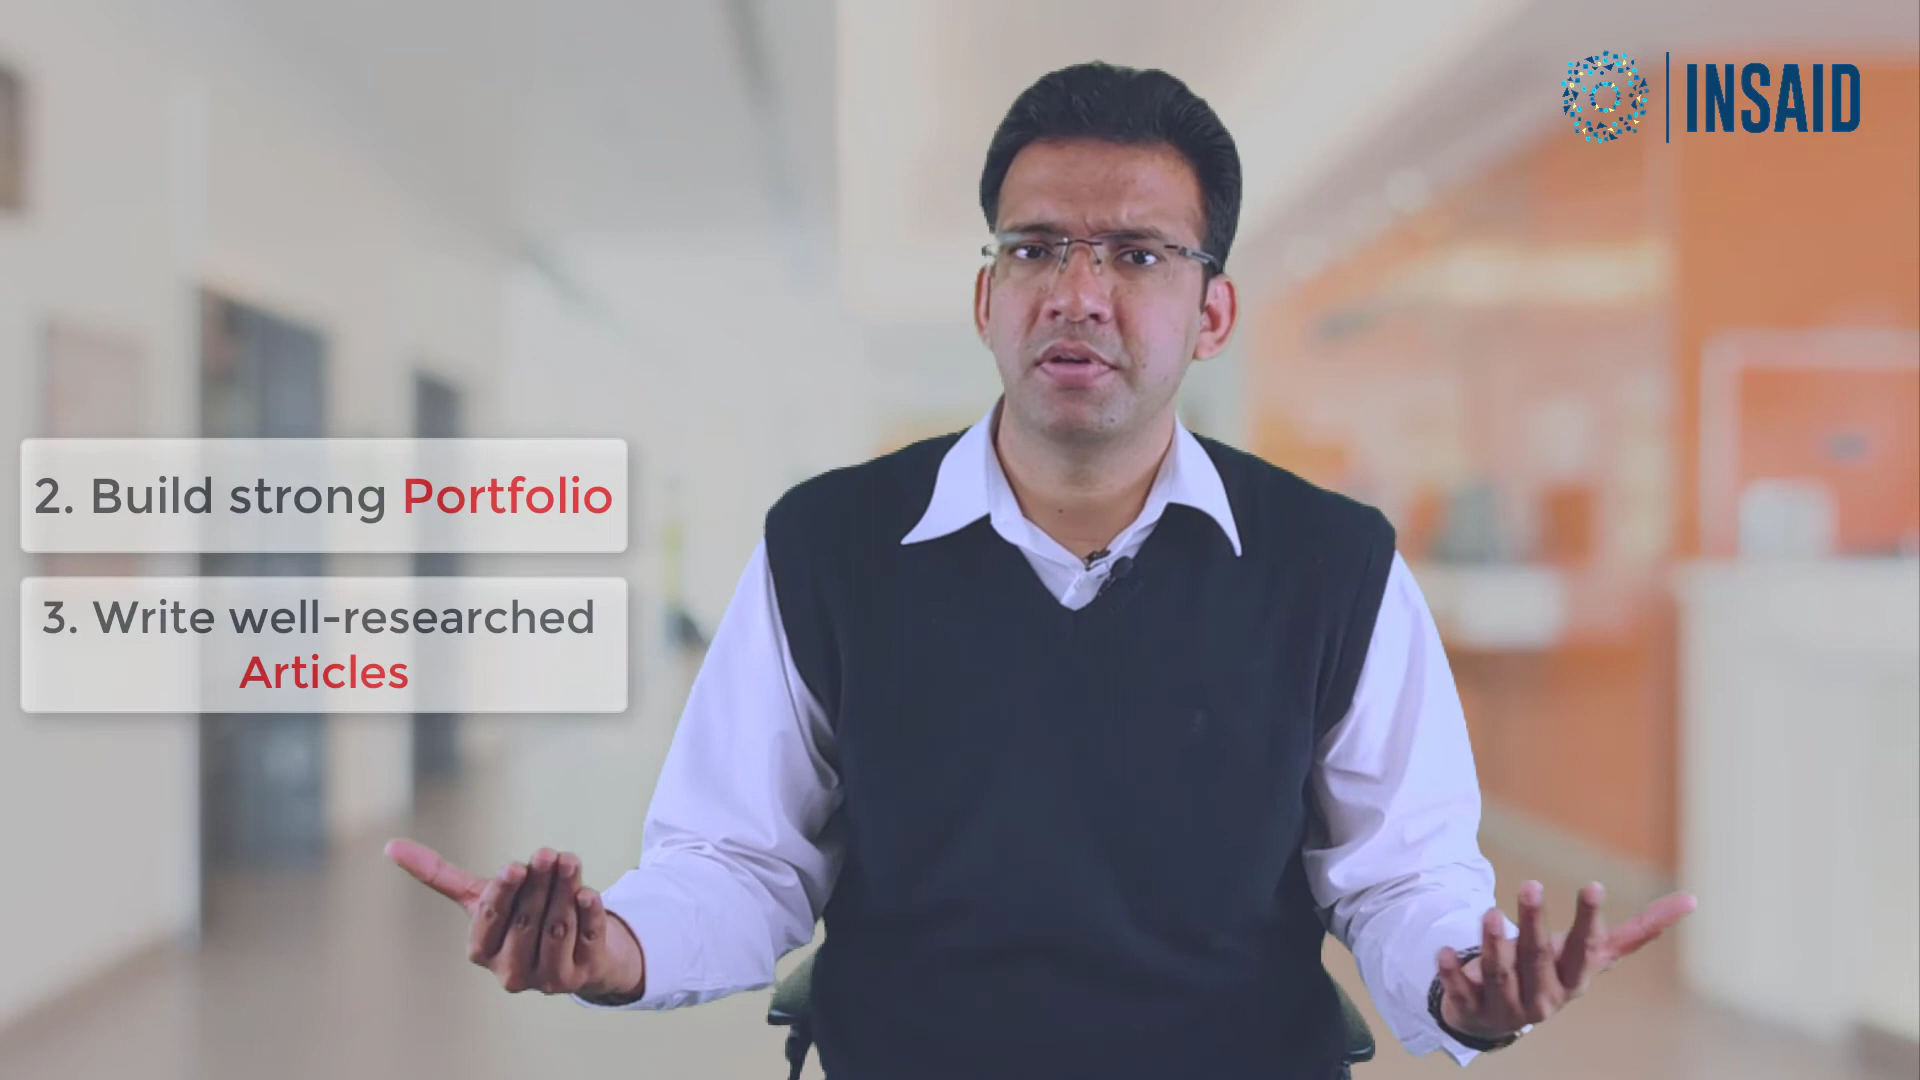 INSAID
2. Build strong Portfolio
3. Write well-researched
Articles